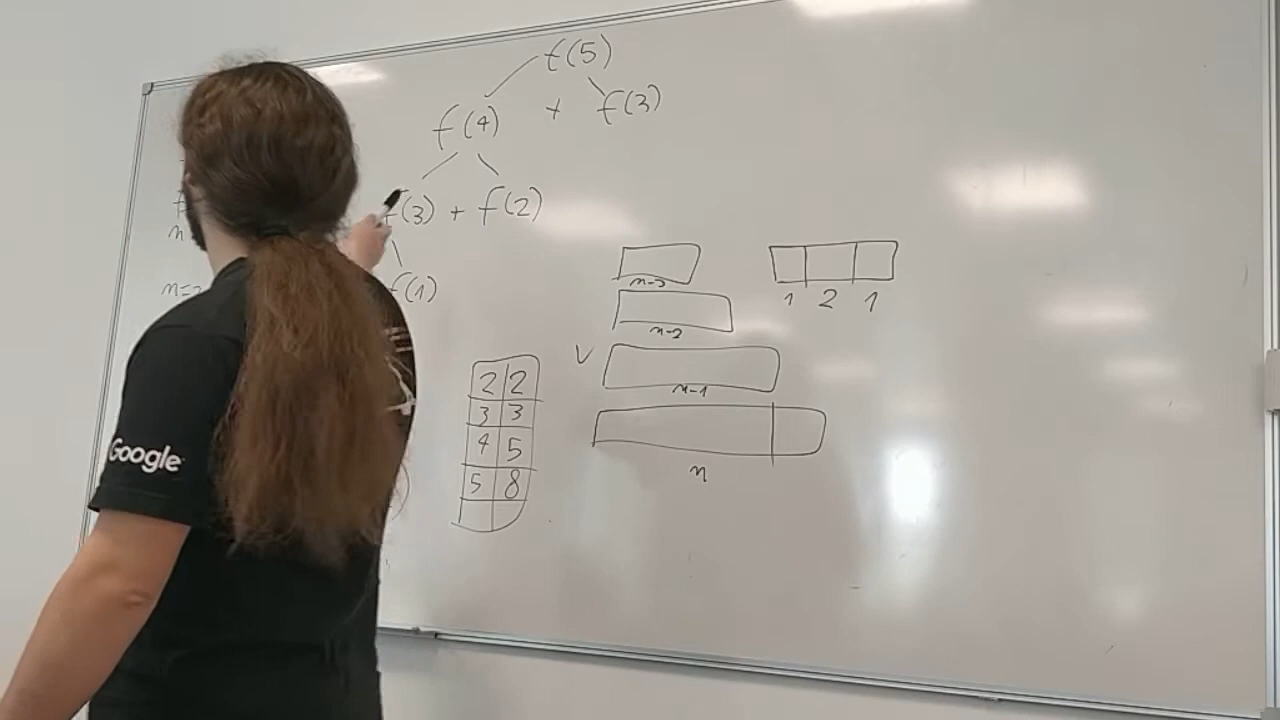 f(5)
f(4) + f(3)
f(3) + f(2)
f(1)
n
n=
n-3
n-2
V
n-1
n
1 2 1
2 2
3 3
4 5
5 8
Google